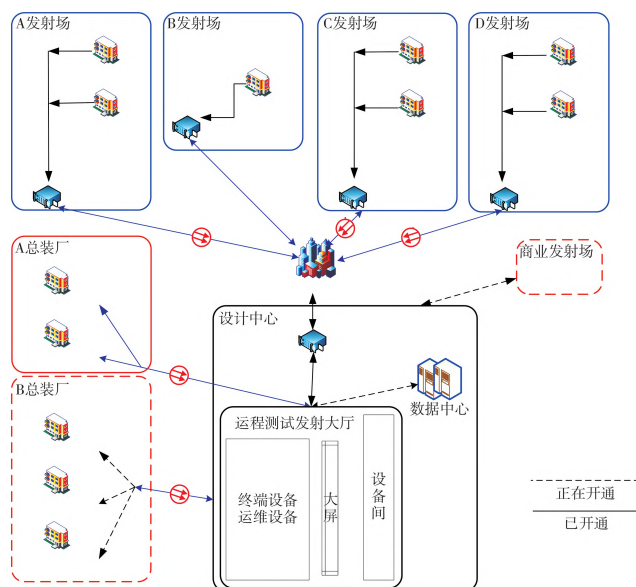 A发射场
B发射场
C发射场
D发射场
A总装厂
商业发射场
设计中心
B总装厂
数据中心
运程测试发射大厅
终端设备
运维设备
大屏
设备间
正在开通
已开通